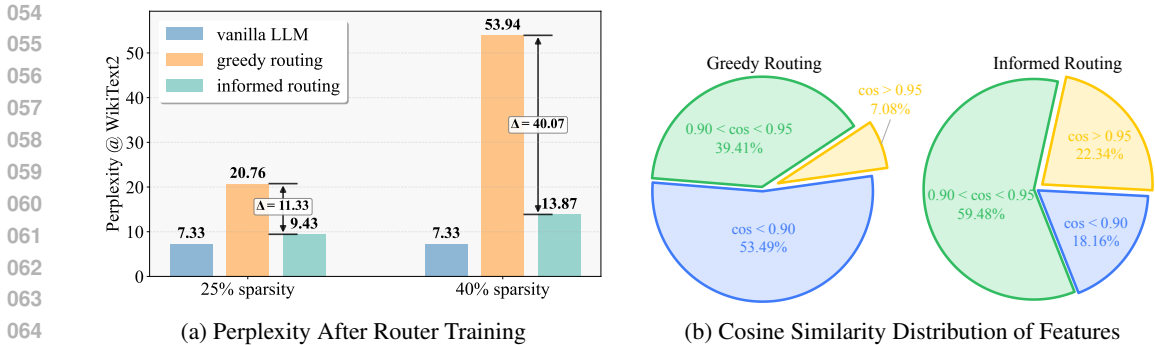 054
055
056
057
058
059
060
061
062
063
064
Perplexity @ WikiText2
50
40
30
20
10
0
vanilla LLM
greedy routing
informed routing
7.33
20.76
Δ = 11.33
9.43
7.33
53.94
Δ = 40.07
13.87
25% sparsity
40% sparsity
(a) Perplexity After Router Training
Greedy Routing
cos > 0.95
7.08%
0.90 < cos < 0.95
39.41%
cos < 0.90
53.49%
Informed Routing
cos > 0.95
22.34%
0.90 < cos < 0.95
59.48%
cos < 0.90
18.16%
(b) Cosine Similarity Distribution of Features